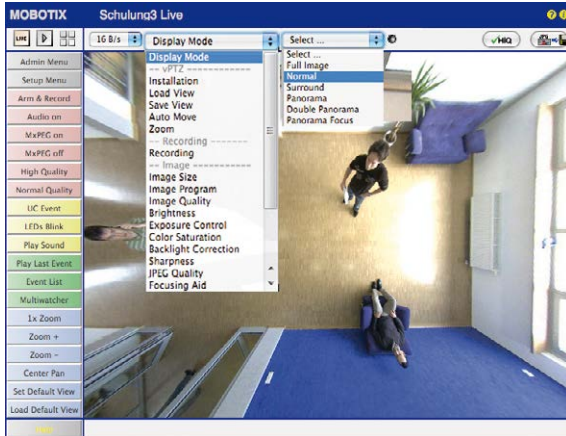 MOBOTIX Schulung3 Live
LIVE 16 B/s Display Mode Select ... HiQ
Admin Menu
Setup Menu
Arm & Record
Audio on
MxPEG on
MxPEG off
High Quality
Normal Quality
UC Event
LEDs Blink
Play Sound
Play Last Event
Event List
Multiwatcher
1x Zoom
Zoom +
Zoom -
Center Pan
Set Default View
Load Default View
Display Mode
-- vPTZ ------------
Installation
Load View
Save View
Auto Move
Zoom
-- Recording -------
Recording
-- Image -----------
Image Size
Image Program
Image Quality
Brightness
Exposure Control
Color Saturation
Backlight Correction
Sharpness
JPEG Quality
Focusing Aid
Select ...
Full Image
Normal
Surround
Panorama
Double Panorama
Panorama Focus